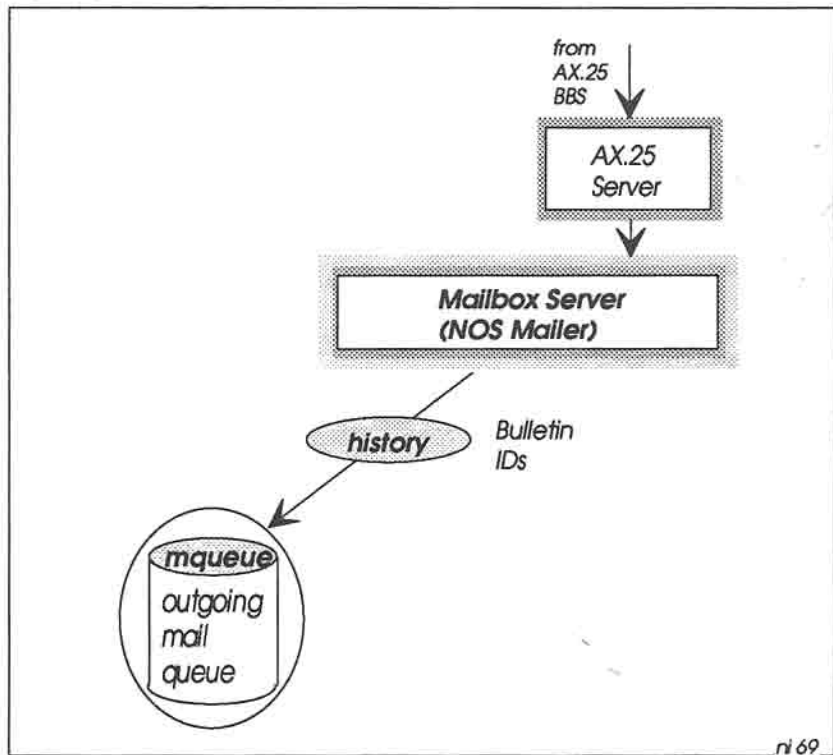 from
AX.25
BBS
AX.25
Server
Mailbox Server
(NOS Mailer)
history
Bulletin
IDs
mqueue
outgoing
mail
queue
ni 69